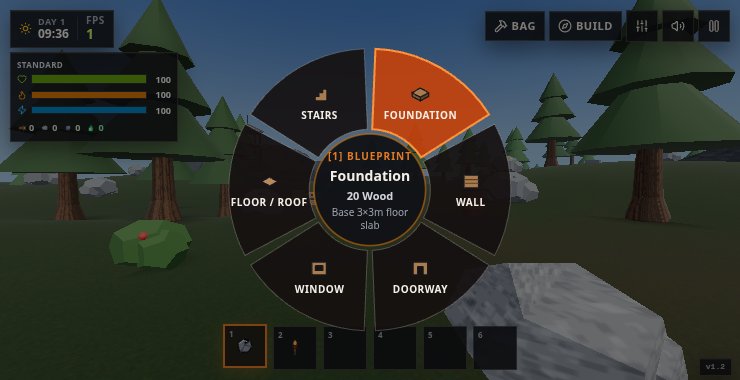 DAY 1
09:36
FPS
1
BAG
BUILD
STANDARD
100
100
100
0 0 0 0
STAIRS
FOUNDATION
[1] BLUEPRINT
Foundation
20 Wood
Base 3×3m floor
slab
FLOOR / ROOF
WALL
WINDOW
DOORWAY
1 2 3 4 5 6
v1.2